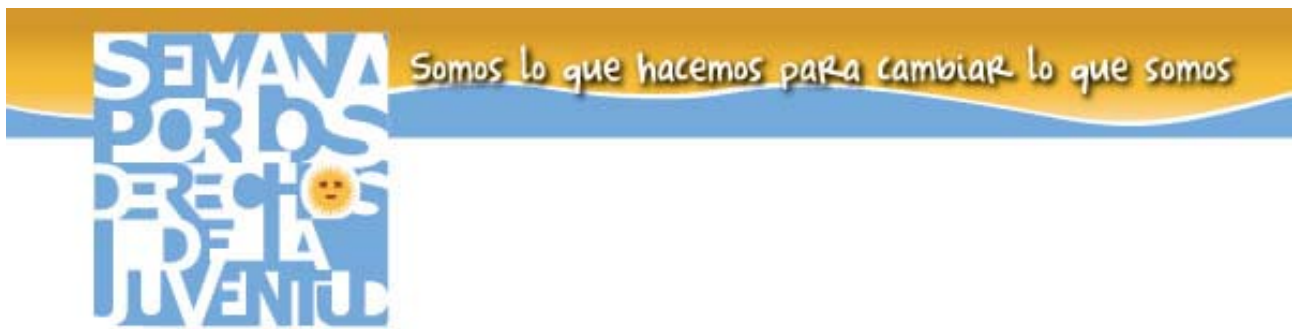 SEMANA
POR LOS
DERECHOS
DE LA
JUVENTUD
Somos lo que hacemos paRa cambiaR lo que somos